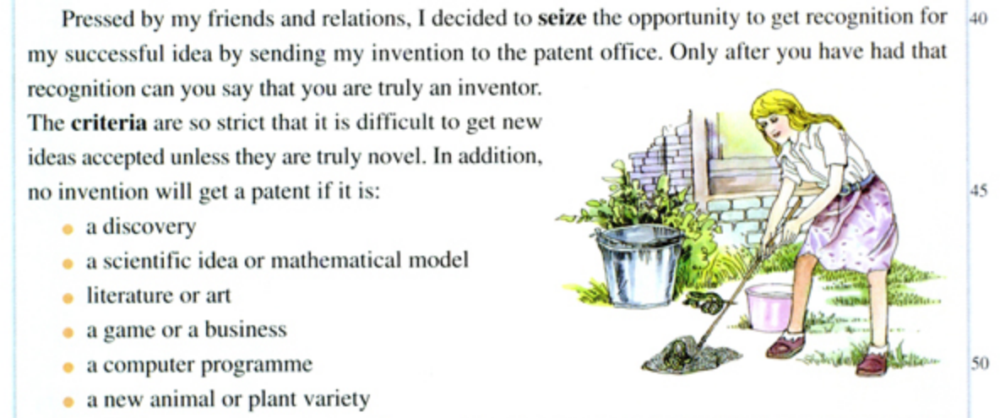 Pressed by my friends and relations, I decided to seize the opportunity to get recognition for 40
my successful idea by sending my invention to the patent office. Only after you have had that
recognition can you say that you are truly an inventor.
The criteria are so strict that it is difficult to get new
ideas accepted unless they are truly novel. In addition,
no invention will get a patent if it is: 45
• a discovery
• a scientific idea or mathematical model
• literature or art
• a game or a business
• a computer programme 50
• a new animal or plant variety